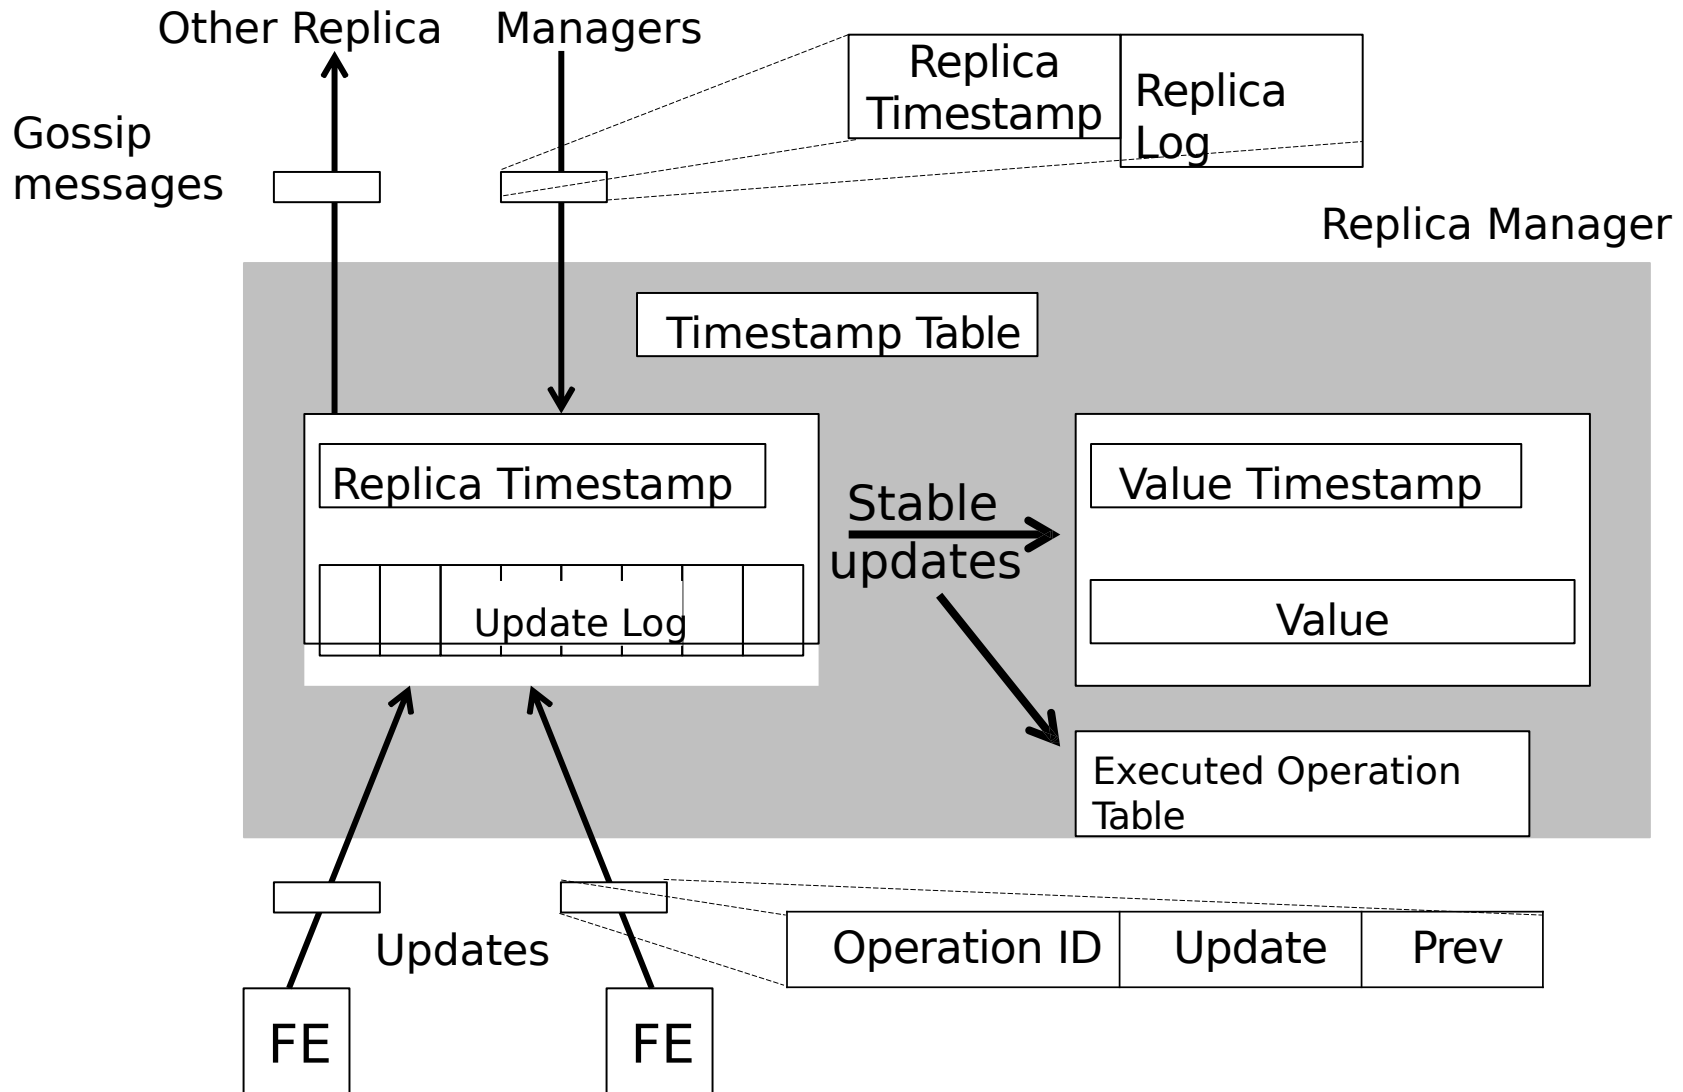 Other Replica Managers
Replica
Timestamp
Replica
Log
Gossip
messages
Replica Manager
Timestamp Table
Replica Timestamp
Stable
updates
Value Timestamp
Update Log
Value
Executed Operation
Table
Updates
Operation ID Update Prev
FE FE